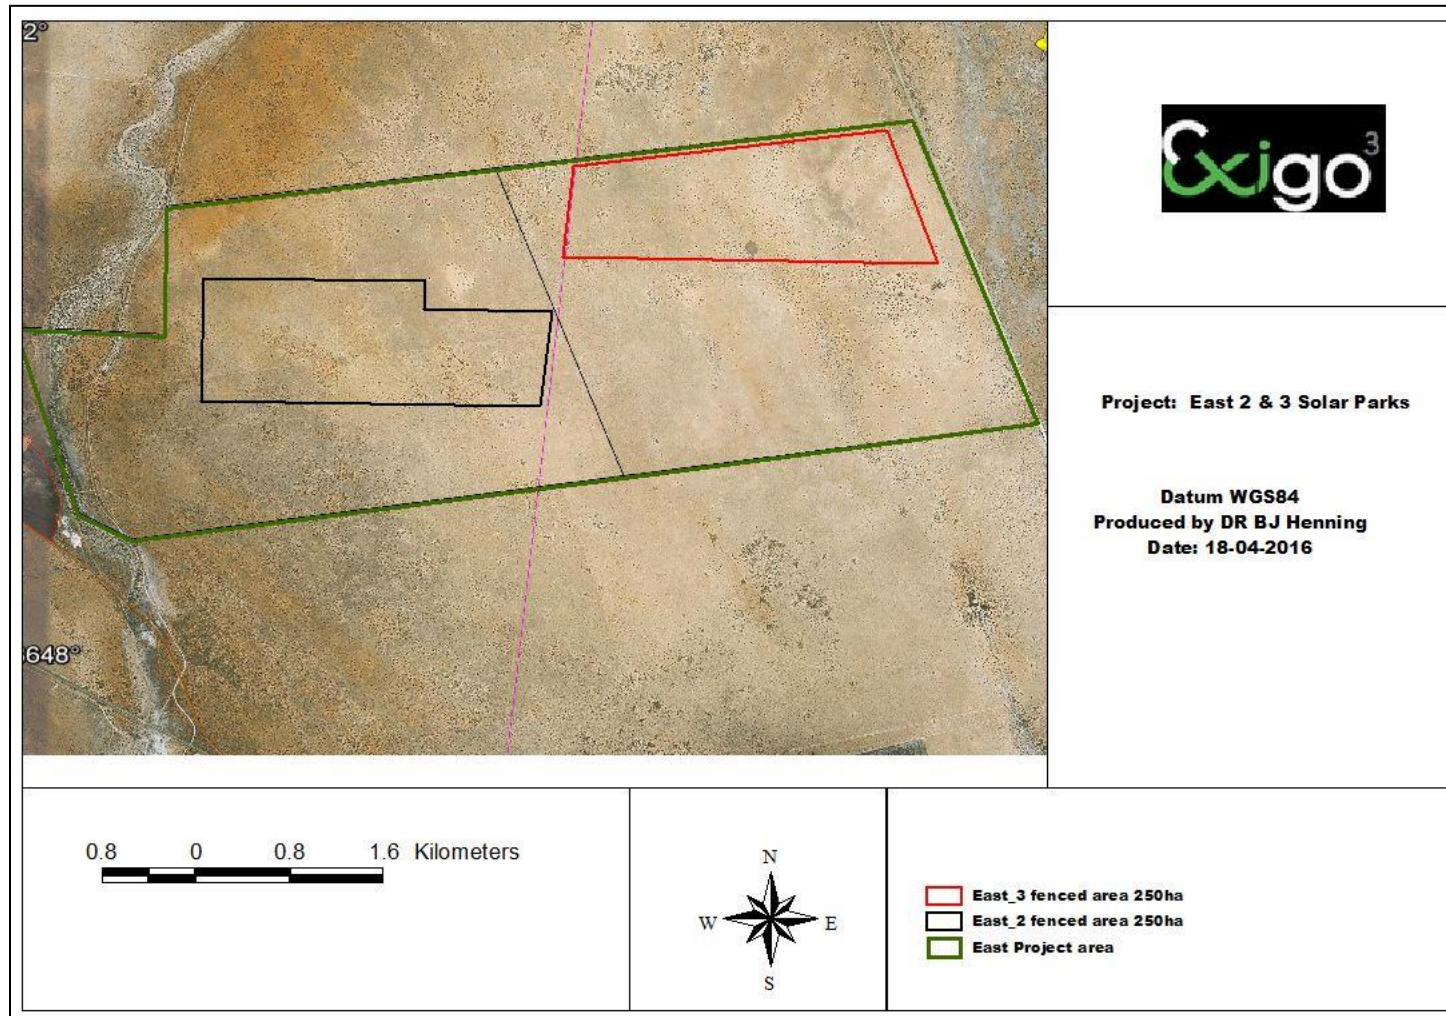 2°
648°
Exigo3
Project: East 2 & 3 Solar Parks
Datum WGS84
Produced by DR BJ Henning
Date: 18-04-2016
0.8 0 0.8 1.6 Kilometers
N
W E
S
East_3 fenced area 250ha
East_2 fenced area 250ha
East Project area